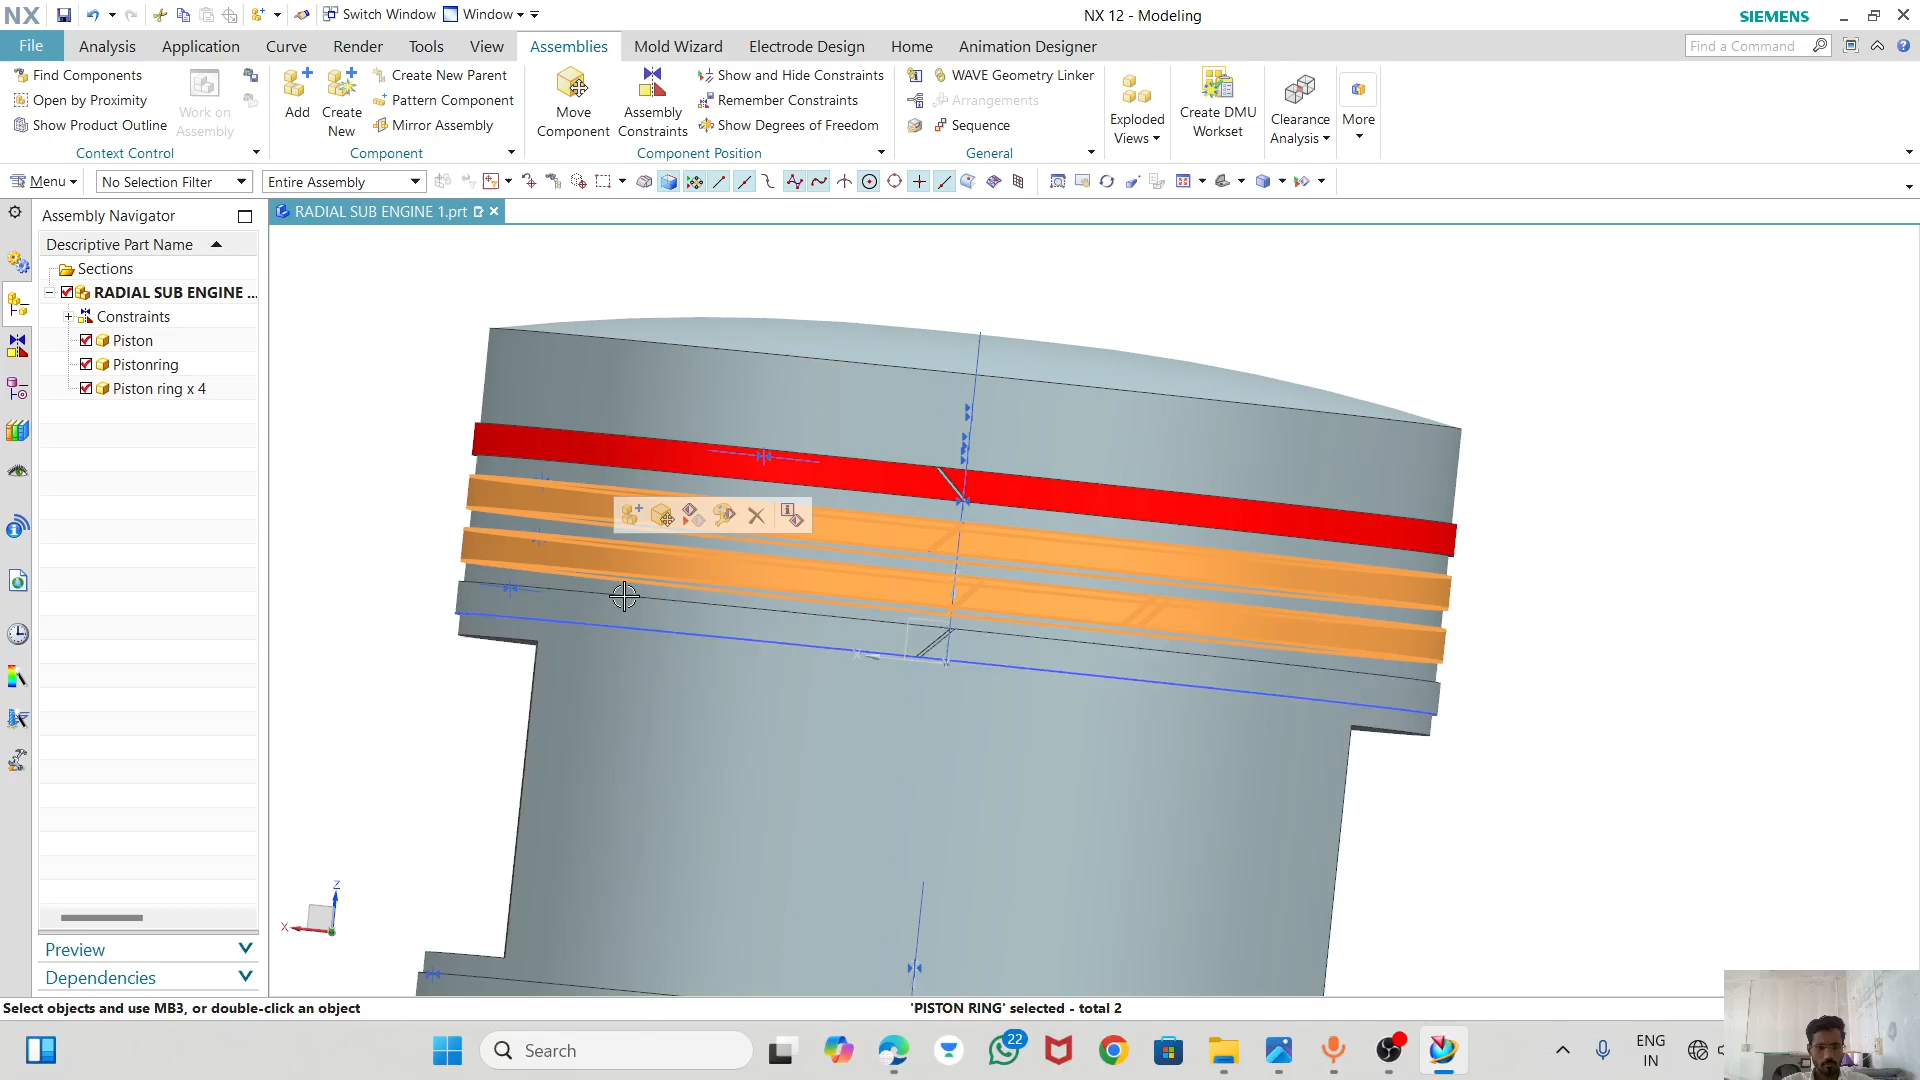 NX
Switch Window
Window
NX 12 - Modeling
SIEMENS
File
Analysis
Application
Curve
Render
Tools
View
Assemblies
Mold Wizard
Electrode Design
Home
Animation Designer
Find a Command
Find Components
Open by Proximity
Show Product Outline
Work on
Assembly
Context Control
Add
Create
New
Create New Parent
Pattern Component
Mirror Assembly
Component
Move
Component
Assembly
Constraints
Show and Hide Constraints
Remember Constraints
Show Degrees of Freedom
Component Position
WAVE Geometry Linker
Arrangements
Sequence
General
Exploded
Views
Create DMU
Workset
Clearance
Analysis
More
Menu
No Selection Filter
Entire Assembly
Assembly Navigator
RADIAL SUB ENGINE 1.prt
Descriptive Part Name
Sections
RADIAL SUB ENGINE ...
Constraints
Piston
Pistonring
Piston ring x 4
Z
X
Preview
Dependencies
Select objects and use MB3, or double-click an object
'PISTON RING' selected - total 2
Search
22
ENG
IN